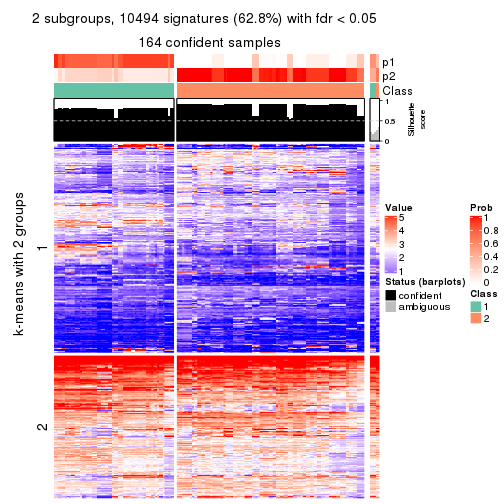 2 subgroups, 10494 signatures (62.8%) with fdr < 0.05
164 confident samples
p1
p2
Class
1
0.5
0
Silhouette
score
k-means with 2 groups
1
2
Value
5
4
3
2
1
Status (barplots)
confident
ambiguous
Prob
1
0.8
0.6
0.4
0.2
0
Class
1
2